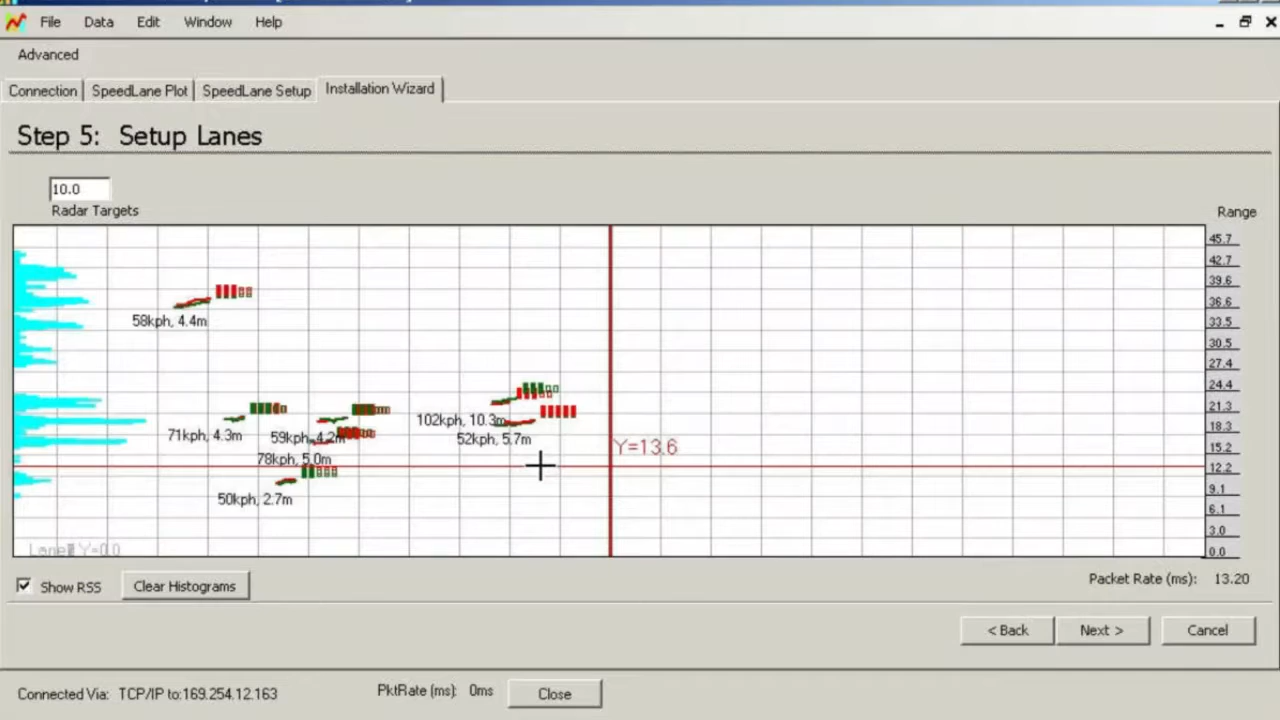 File Data Edit Window Help
Advanced
Connection SpeedLane Plot SpeedLane Setup Installation Wizard
Step 5: Setup Lanes
10.0
Radar Targets
Range
45.7
42.7
39.6
36.6
33.5
30.5
27.4
24.4
21.3
18.3
15.2
12.2
9.1
6.1
3.0
0.0
58kph, 4.4m
102kph, 10.3m
71kph, 4.3m
59kph, 4.2m
52kph, 5.7m
Y=13.6
78kph, 5.0m
50kph, 2.7m
Y=0.0
Show RSS
Clear Histograms
Packet Rate (ms): 13.20
< Back Next > Cancel
Connected Via: TCP/IP to:169.254.12.163 PktRate (ms): 0ms Close